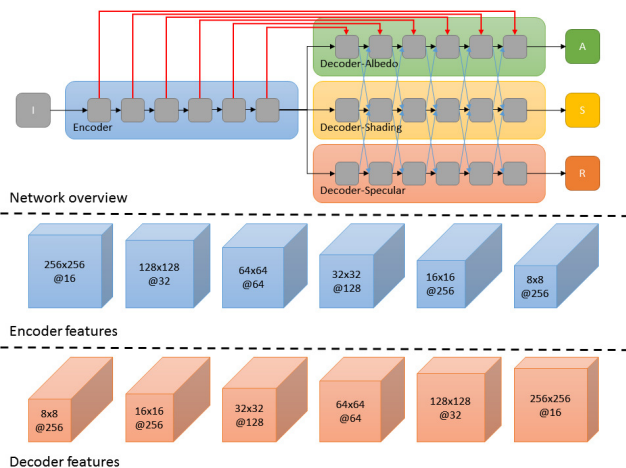 A
Decoder-Albedo
I
Encoder
Decoder-Shading
S
Decoder-Specular
R
Network overview
256x256
@16
128x128
@32
64x64
@64
32x32
@128
16x16
@256
8x8
@256
Encoder features
8x8
@256
16x16
@256
32x32
@128
64x64
@64
128x128
@32
256x256
@16
Decoder features